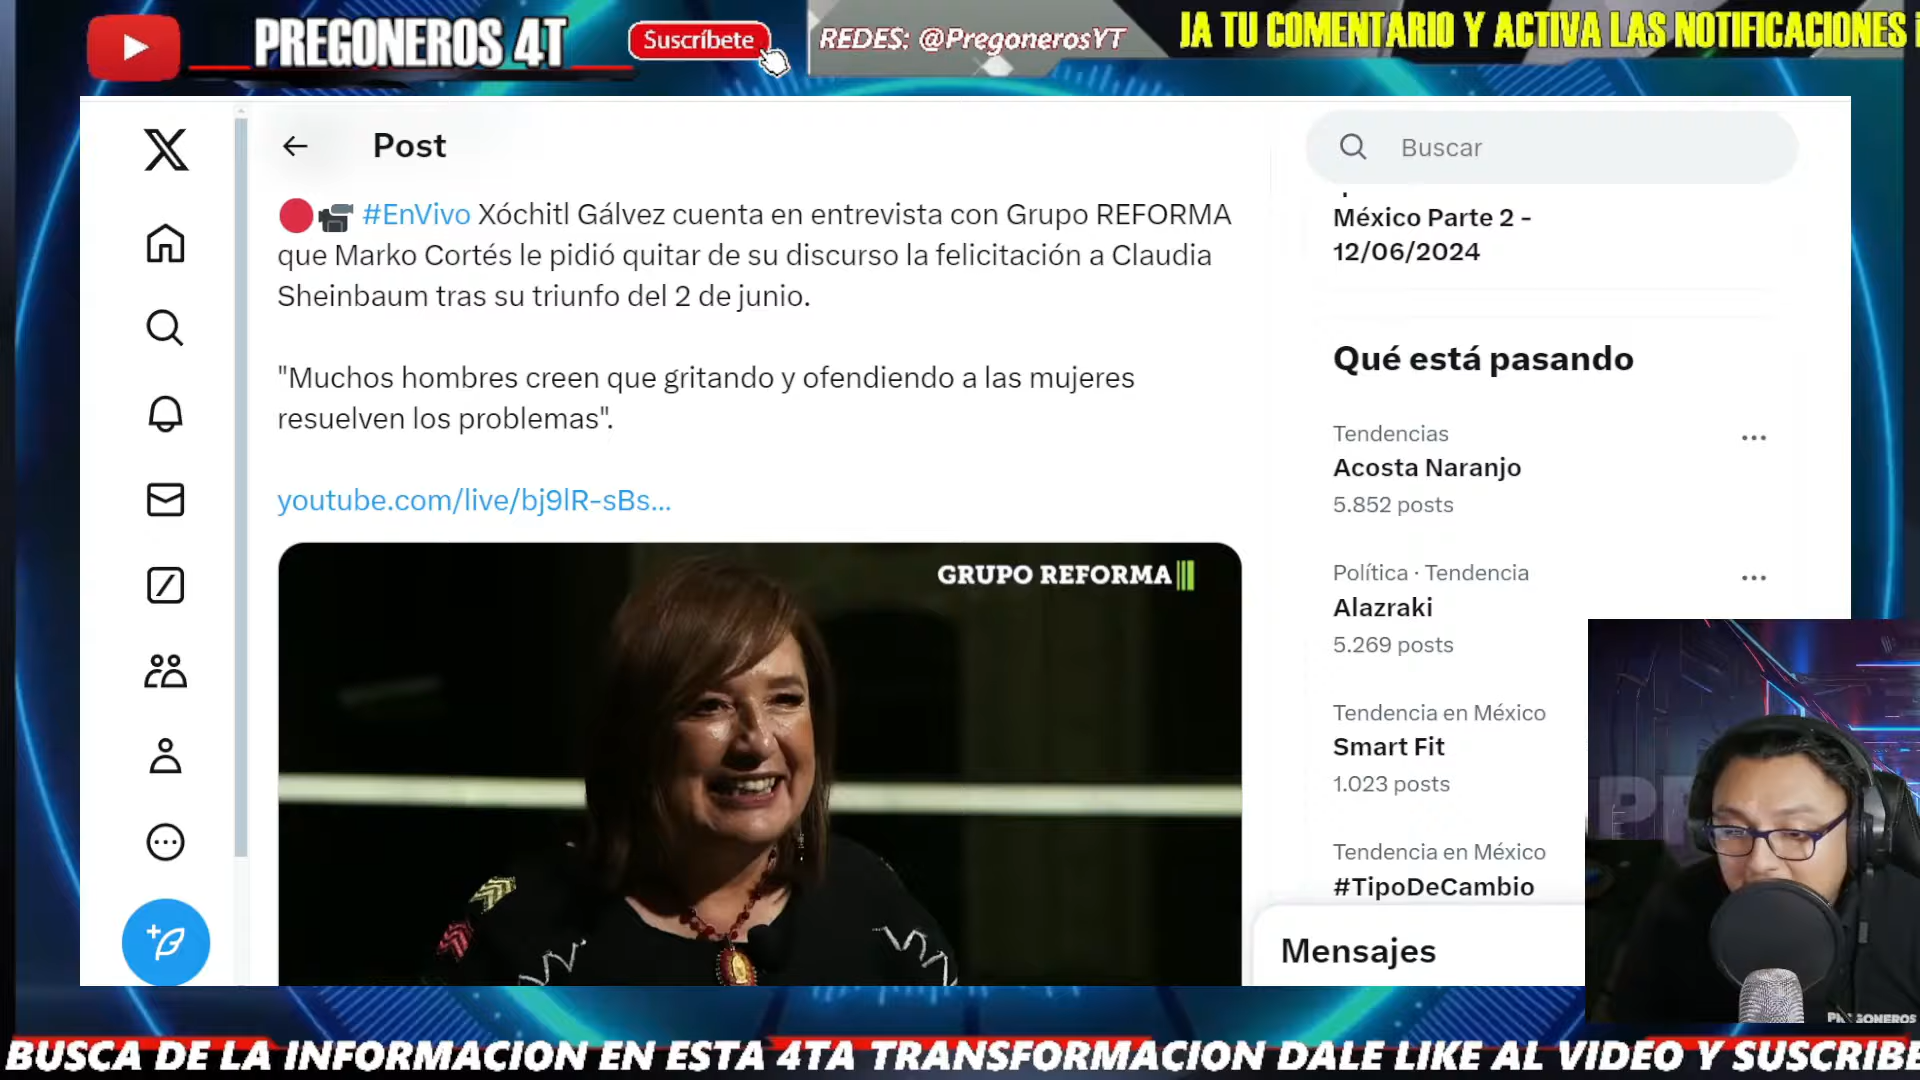 PREGONEROS 4T
Suscríbete
REDES: @PregonerosYT
JA TU COMENTARIO Y ACTIVA LAS NOTIFICACIONES
Post
#EnVivo Xóchitl Gálvez cuenta en entrevista con Grupo REFORMA
que Marko Cortés le pidió quitar de su discurso la felicitación a Claudia
Sheinbaum tras su triunfo del 2 de junio.
"Muchos hombres creen que gritando y ofendiendo a las mujeres
resuelven los problemas".
youtube.com/live/bj9lR-sBs...
GRUPO REFORMA
Buscar
México Parte 2 -
12/06/2024
Qué está pasando
Tendencias
Acosta Naranjo
5.852 posts
Política · Tendencia
Alazraki
5.269 posts
Tendencia en México
Smart Fit
1.023 posts
Tendencia en México
#TipoDeCambio
Mensajes
BUSCA DE LA INFORMACION EN ESTA 4TA TRANSFORMACION DALE LIKE AL VIDEO Y SUSCRIBE